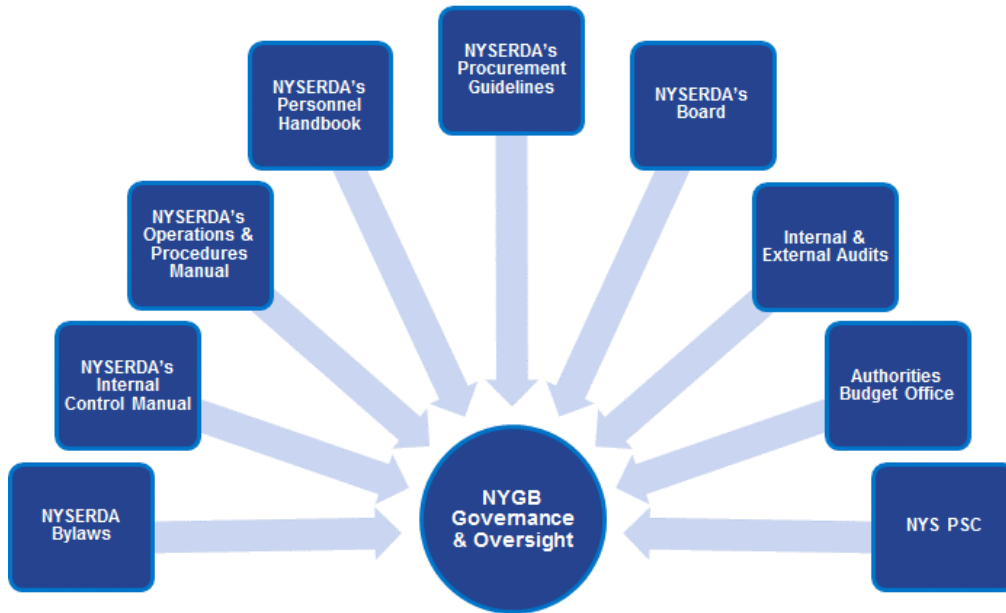 NYSERDA's
Procurement
Guidelines
NYSERDA's
Personnel
Handbook
NYSERDA's
Board
NYSERDA's
Operations &
Procedures
Manual
Internal &
External Audits
NYSERDA's
Internal
Control Manual
Authorities
Budget Office
NYSERDA
Bylaws
NYGB
Governance
& Oversight
NYS PSC